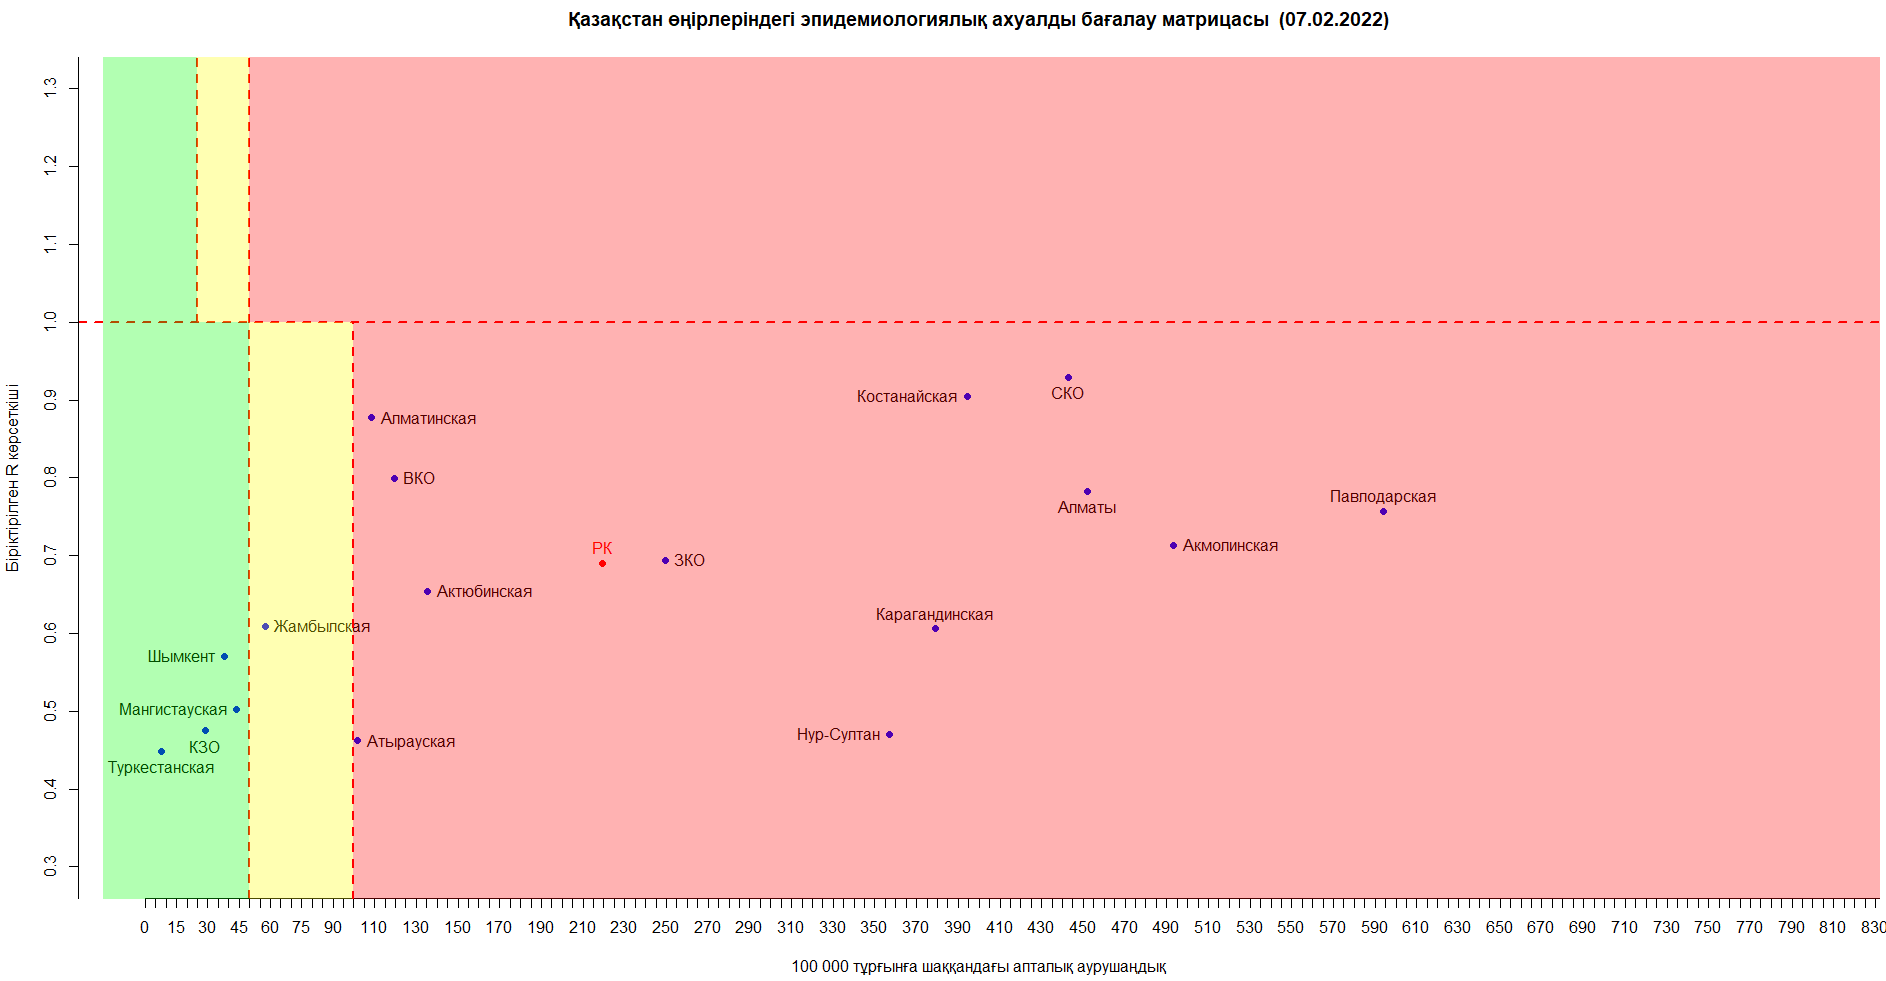 Қазақстан өңірлеріндегі эпидемиологиялық ахуалды бағалау матрицасы (07.02.2022)
Біріктірілген R көрсеткіші
1.3
1.2
1.1
1.0
0.9
0.8
0.7
0.6
0.5
0.4
0.3
СКО
Костанайская
Алматинская
ВКО
Алматы
Павлодарская
Акмолинская
РК
ЗКО
Актюбинская
Карагандинская
Жамбылская
Шымкент
Мангистауская
КЗО
Туркестанская
Атырауская
Нур-Султан
0 15 30 45 60 75 90 110 130 150 170 190 210 230 250 270 290 310 330 350 370 390 410 430 450 470 490 510 530 550 570 590 610 630 650 670 690 710 730 750 770 790 810 830
100 000 тұрғынға шаққандағы апталық аурушаңдық